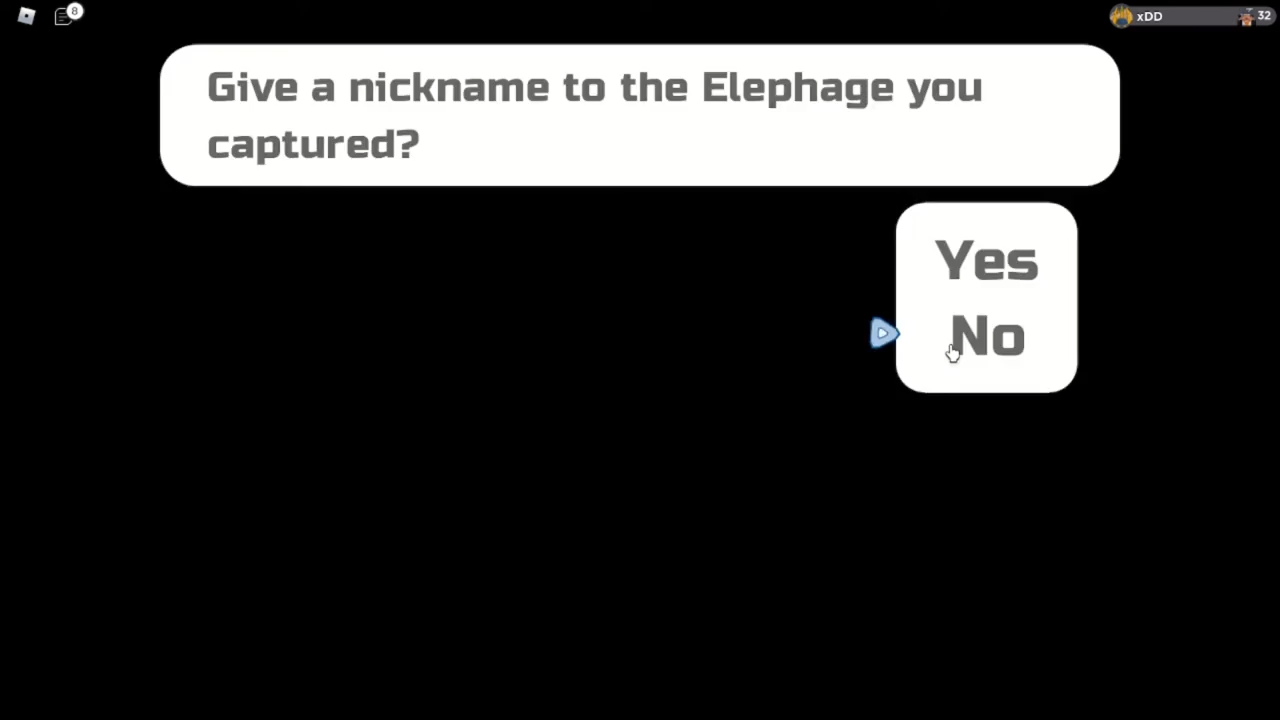 8
xDD
32
Give a nickname to the Elephage you
captured?
Yes
No